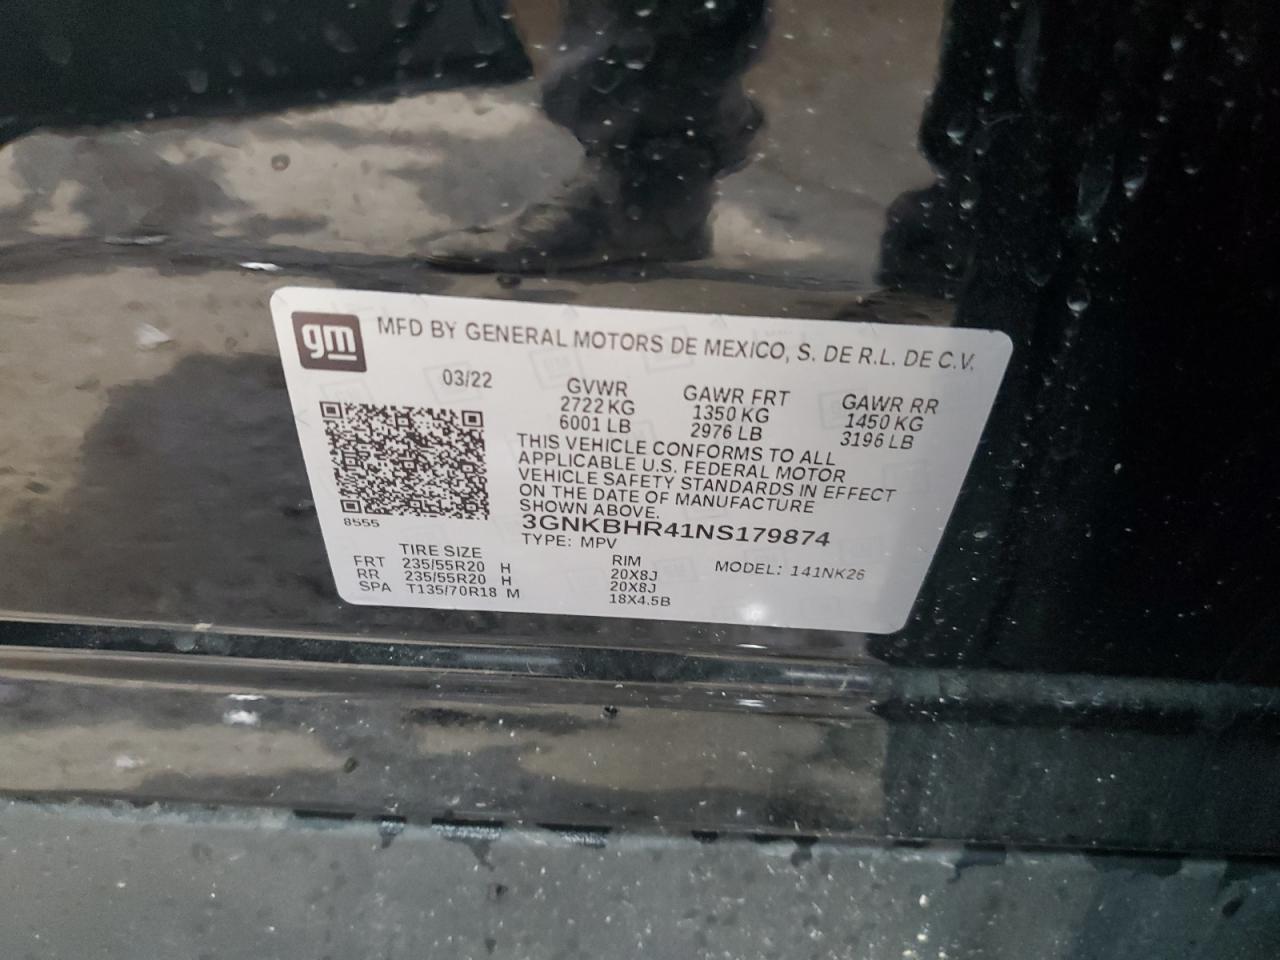 gm MFD BY GENERAL MOTORS DE MEXICO, S. DE R.L. DE C.V.
03/22
GVWR GAWR FRT GAWR RR
2722 KG 1350 KG 1450 KG
6001 LB 2976 LB 3196 LB
THIS VEHICLE CONFORMS TO ALL
APPLICABLE U.S. FEDERAL MOTOR
VEHICLE SAFETY STANDARDS IN EFFECT
ON THE DATE OF MANUFACTURE
SHOWN ABOVE.
8555
3GNKBHR41NS179874
TYPE: MPV MODEL: 141NK26
TIRE SIZE RIM
FRT 235/55R20 H 20X8J
RR 235/55R20 H 20X8J
SPA T135/70R18 M 18X4.5B